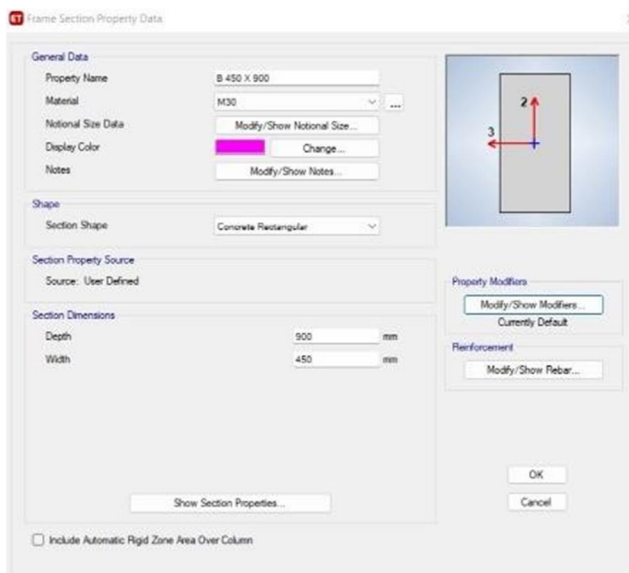 ET Frame Section Property Data
General Data
Property Name B 450 X 900
Material M30 ...
Notional Size Data Modify/Show Notional Size...
Display Color Change...
Notes Modify/Show Notes...
Shape
Section Shape Concrete Rectangular
Section Property Source
Source: User Defined
Section Dimensions
Depth 900 mm
Width 450 mm
Show Section Properties...
Include Automatic Rigid Zone Area Over Column
2
3
Property Modifiers
Modify/Show Modifiers...
Currently Default
Reinforcement
Modify/Show Rebar...
OK
Cancel